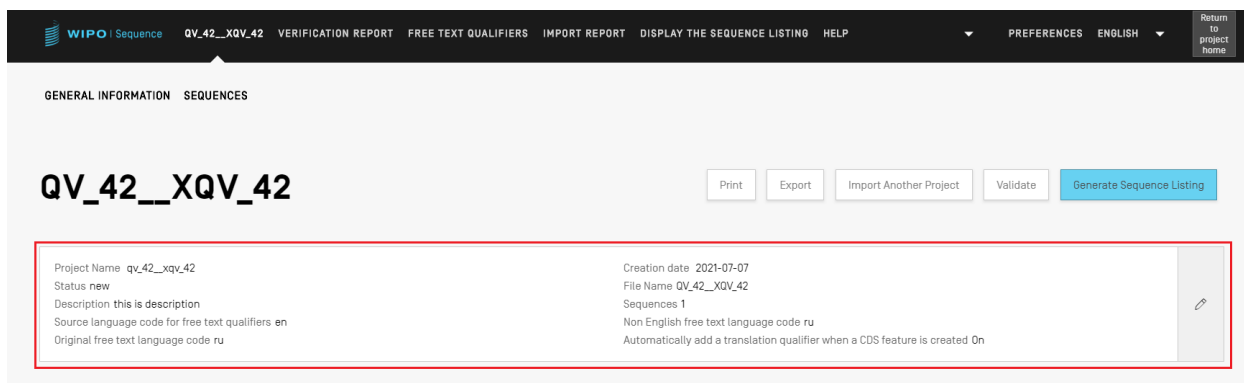 WIPO | Sequence QV_42__XQV_42 VERIFICATION REPORT FREE TEXT QUALIFIERS IMPORT REPORT DISPLAY THE SEQUENCE LISTING HELP PREFERENCES ENGLISH
Return
to
project
home
GENERAL INFORMATION SEQUENCES
QV_42__XQV_42
Print Export Import Another Project Validate Generate Sequence Listing
Project Name qv_42__xqv_42
Status new
Description this is description
Source language code for free text qualifiers en
Original free text language code ru
Creation date 2021-07-07
File Name QV_42__XQV_42
Sequences 1
Non English free text language code ru
Automatically add a translation qualifier when a CDS feature is created On